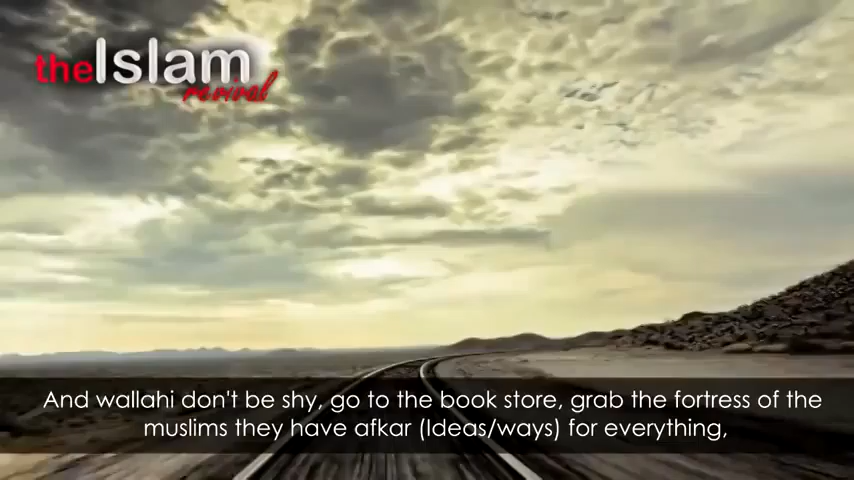 theIslam
revival
And wallahi don't be shy, go to the book store, grab the fortress of the
muslims they have afkar (Ideas/ways) for everything,